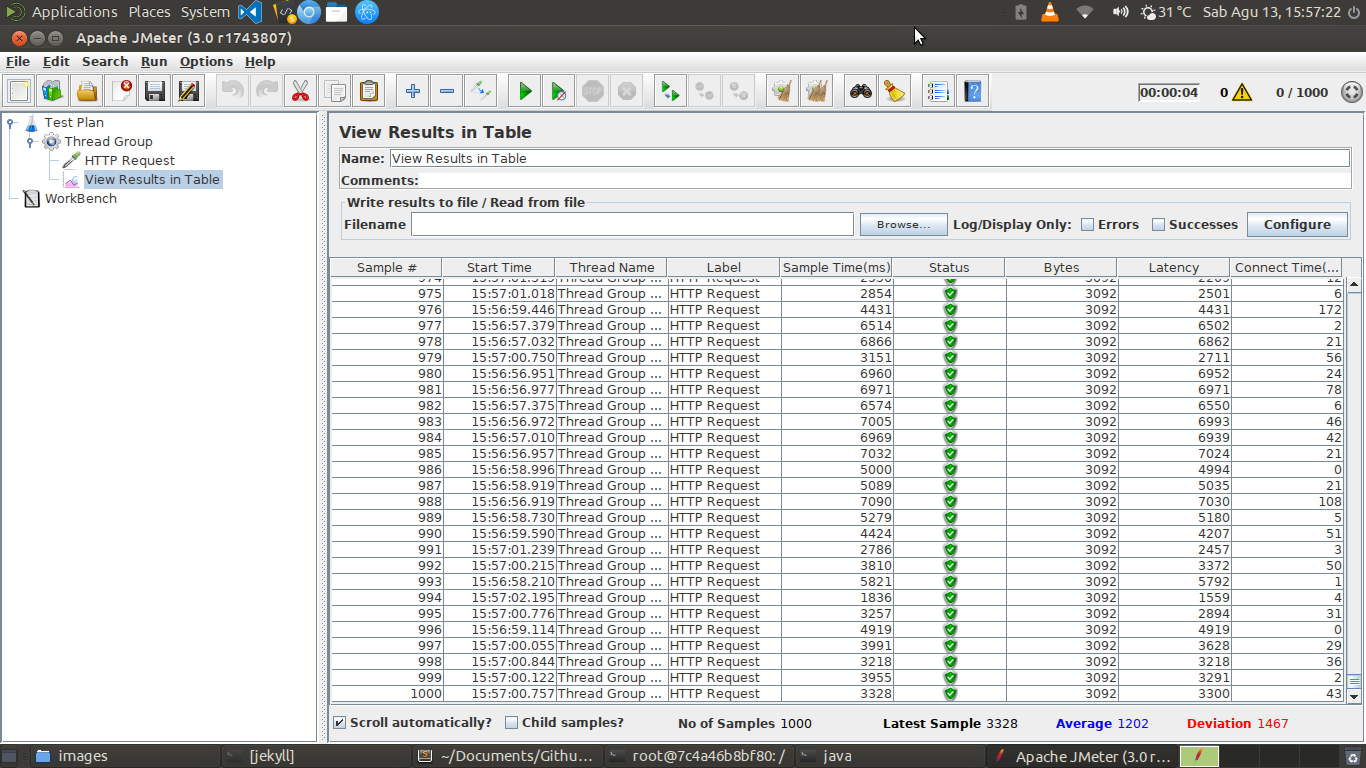 Applications Places System 31 °C Sab Agu 13, 15:57:22
Apache JMeter (3.0 r1743807)
File Edit Search Run Options Help
STOP 00:00:04 0 0 / 1000
Test Plan
Thread Group
HTTP Request
View Results in Table
WorkBench
View Results in Table
Name: View Results in Table
Comments:
Write results to file / Read from file
Filename Browse... Log/Display Only: Errors Successes Configure
Sample # Start Time Thread Name Label Sample Time(ms) Status Bytes Latency Connect Time(...
975 15:57:01.018 Thread Group ... HTTP Request 2854 3092 2501 6
976 15:56:59.446 Thread Group ... HTTP Request 4431 3092 4431 172
977 15:56:57.379 Thread Group ... HTTP Request 6514 3092 6502 2
978 15:56:57.032 Thread Group ... HTTP Request 6866 3092 6862 21
979 15:57:00.750 Thread Group ... HTTP Request 3151 3092 2711 56
980 15:56:56.951 Thread Group ... HTTP Request 6960 3092 6952 24
981 15:56:56.977 Thread Group ... HTTP Request 6971 3092 6971 78
982 15:56:57.375 Thread Group ... HTTP Request 6574 3092 6550 6
983 15:56:56.972 Thread Group ... HTTP Request 7005 3092 6993 46
984 15:56:57.010 Thread Group ... HTTP Request 6969 3092 6939 42
985 15:56:56.957 Thread Group ... HTTP Request 7032 3092 7024 21
986 15:56:58.996 Thread Group ... HTTP Request 5000 3092 4994 0
987 15:56:58.919 Thread Group ... HTTP Request 5089 3092 5035 21
988 15:56:56.919 Thread Group ... HTTP Request 7090 3092 7030 108
989 15:56:58.730 Thread Group ... HTTP Request 5279 3092 5180 5
990 15:56:59.590 Thread Group ... HTTP Request 4424 3092 4207 51
991 15:57:01.239 Thread Group ... HTTP Request 2786 3092 2457 3
992 15:57:00.215 Thread Group ... HTTP Request 3810 3092 3372 50
993 15:56:58.210 Thread Group ... HTTP Request 5821 3092 5792 1
994 15:57:02.195 Thread Group ... HTTP Request 1836 3092 1559 4
995 15:57:00.776 Thread Group ... HTTP Request 3257 3092 2894 31
996 15:56:59.114 Thread Group ... HTTP Request 4919 3092 4919 0
997 15:57:00.055 Thread Group ... HTTP Request 3991 3092 3628 29
998 15:57:00.844 Thread Group ... HTTP Request 3218 3092 3218 36
999 15:57:00.122 Thread Group ... HTTP Request 3955 3092 3291 2
1000 15:57:00.757 Thread Group ... HTTP Request 3328 3092 3300 43
Scroll automatically? Child samples? No of Samples 1000 Latest Sample 3328 Average 1202 Deviation 1467
images [jekyll] ~/Documents/Githu... root@7c4a46b8bf80: / java Apache JMeter (3.0 r...